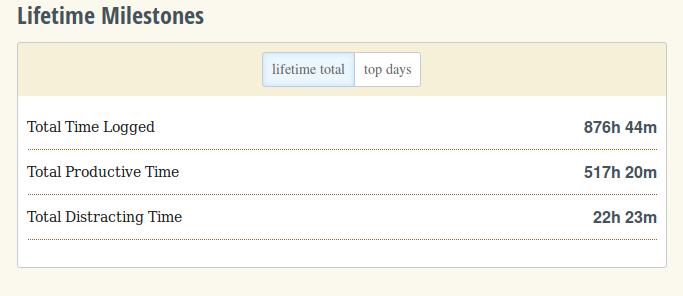 Lifetime Milestones
lifetime total top days
Total Time Logged 876h 44m
Total Productive Time 517h 20m
Total Distracting Time 22h 23m